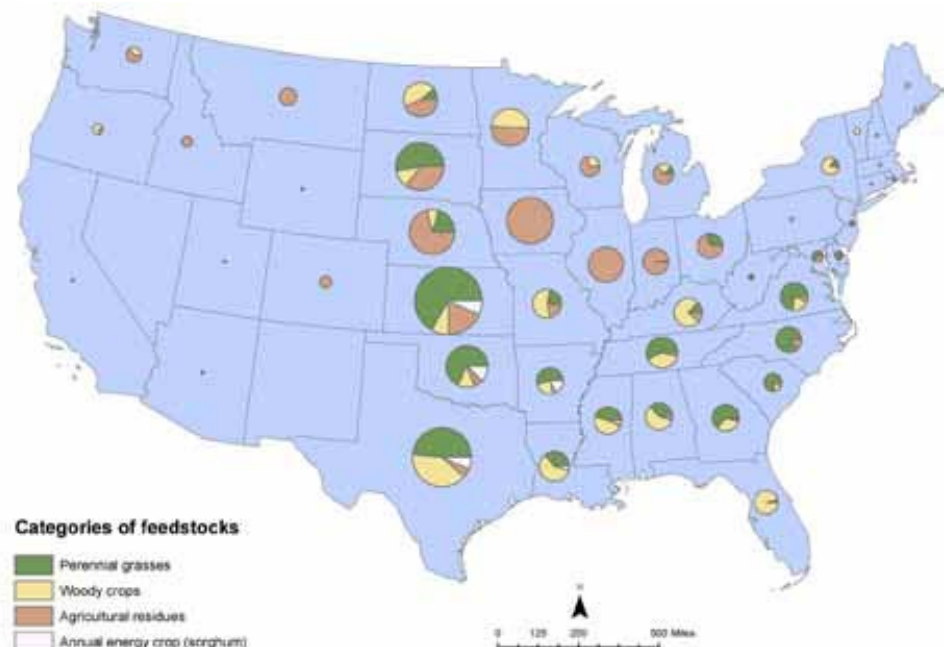 Categories of feedstocks
Perennial grasses
Woody crops
Agricultural residues
Annual energy crop (sorghum)
N
0 125 250 500 Miles